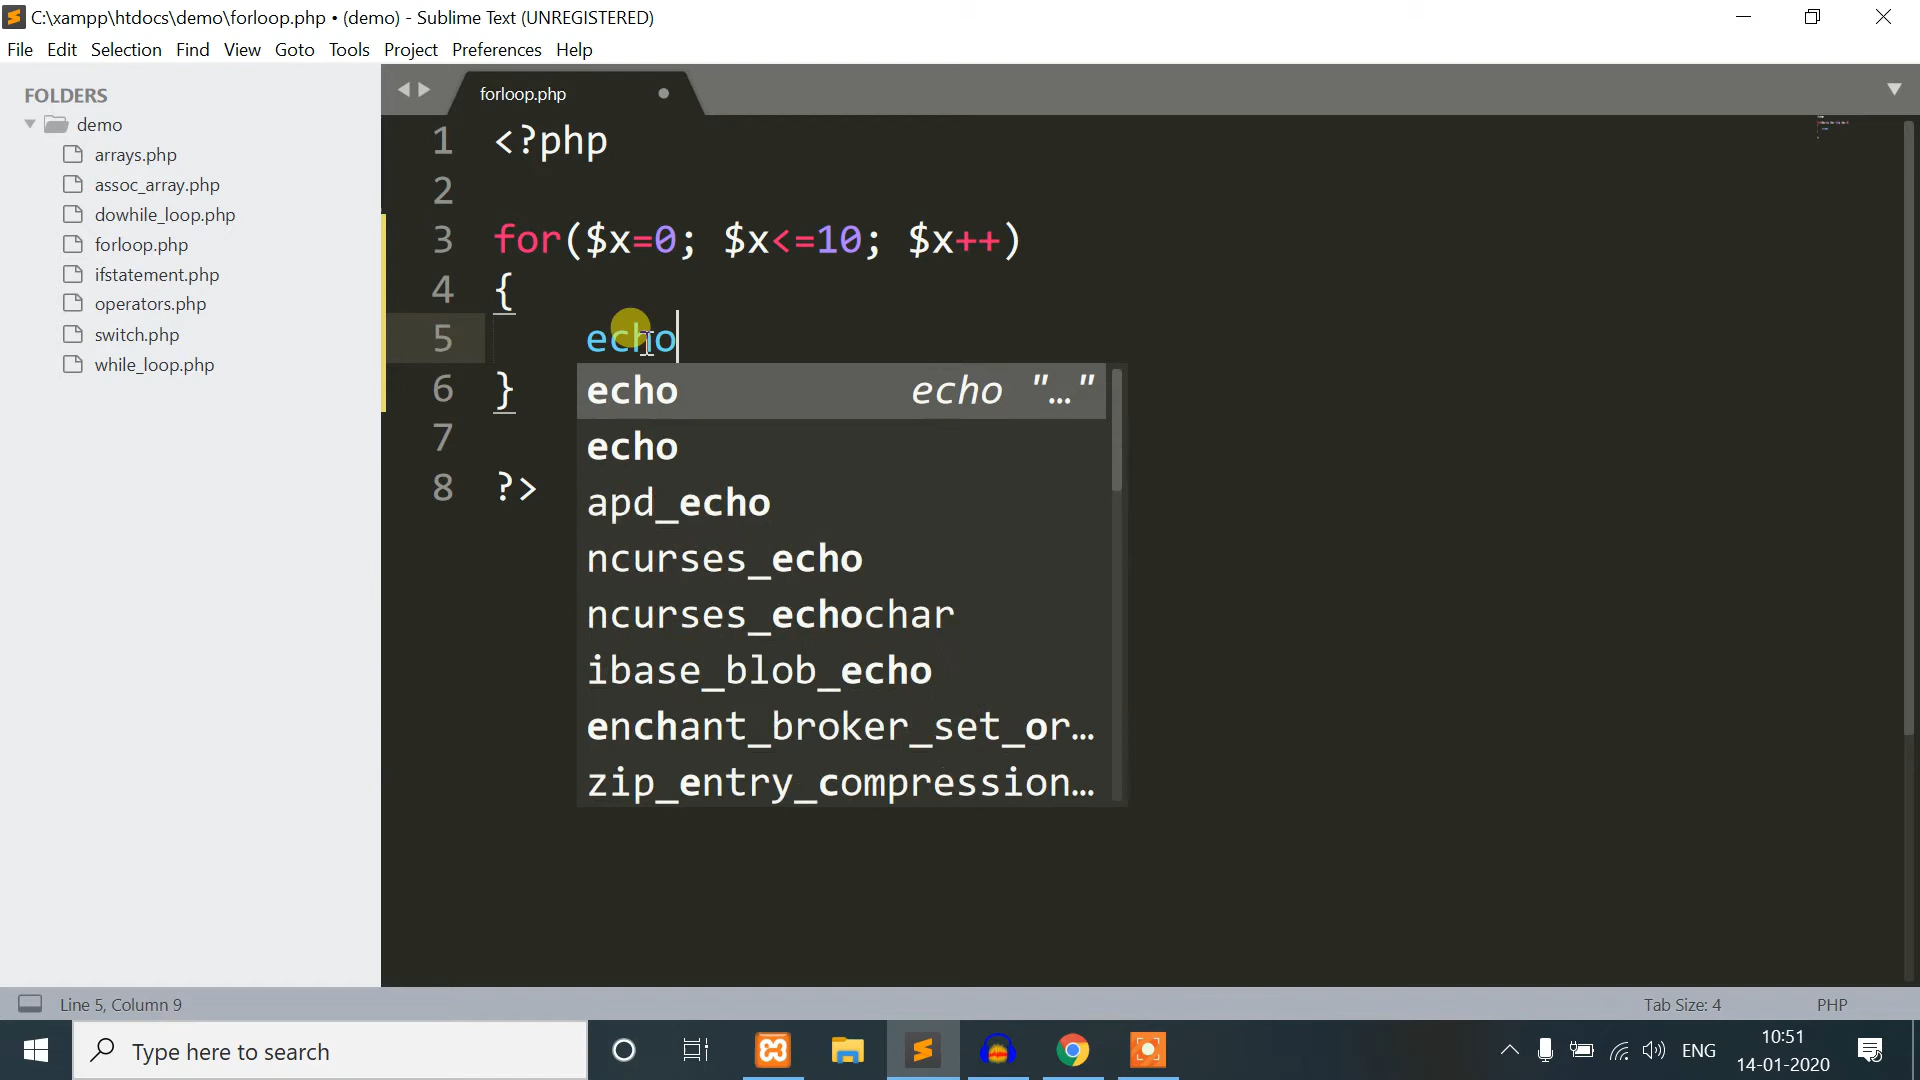 C:\xampp\htdocs\demo\forloop.php • (demo) - Sublime Text (UNREGISTERED)
File Edit Selection Find View Goto Tools Project Preferences Help
FOLDERS
demo
arrays.php
assoc_array.php
dowhile_loop.php
forloop.php
ifstatement.php
operators.php
switch.php
while_loop.php
forloop.php
1 <?php
2
3 for($x=0; $x<=10; $x++)
4 {
5 echo
6 }
7
8 ?>
echo echo "…"
echo
apd_echo
ncurses_echo
ncurses_echochar
ibase_blob_echo
enchant_broker_set_or…
zip_entry_compression…
Line 5, Column 9
Tab Size: 4
PHP
Type here to search
ENG
10:51
14-01-2020